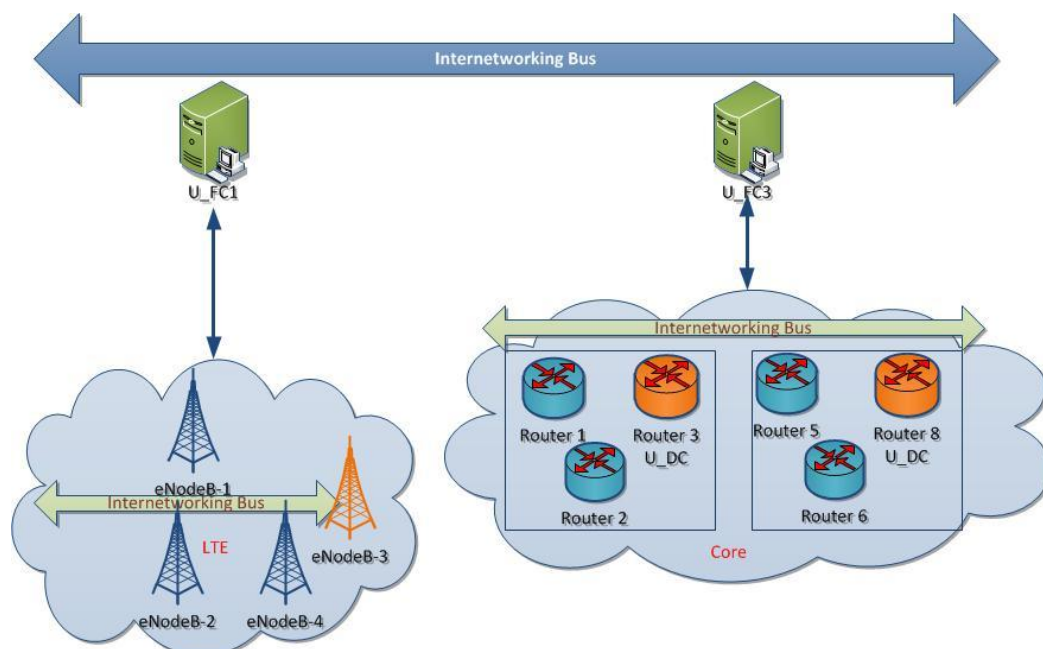 Internetworking Bus
U_FC1
U_FC3
Internetworking Bus
Router 1
Router 3
U_DC
Router 2
Router 5
Router 8
U_DC
Router 6
Core
eNodeB-1
Internetworking Bus
LTE
eNodeB-3
eNodeB-2
eNodeB-4